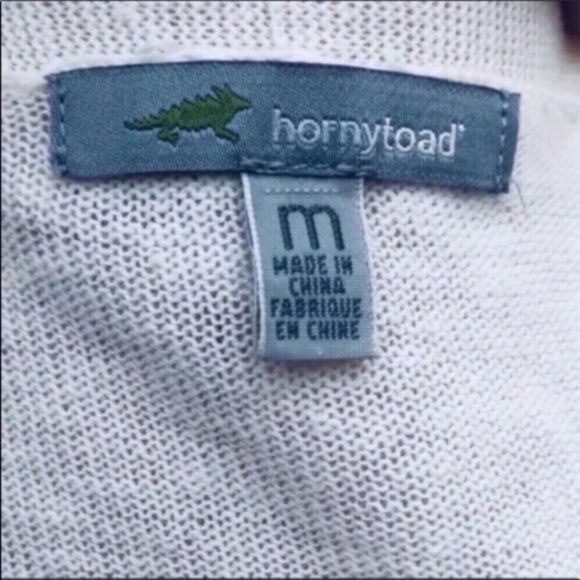 hornytoad®
m
MADE IN
CHINA
FABRIQUE
EN CHINE